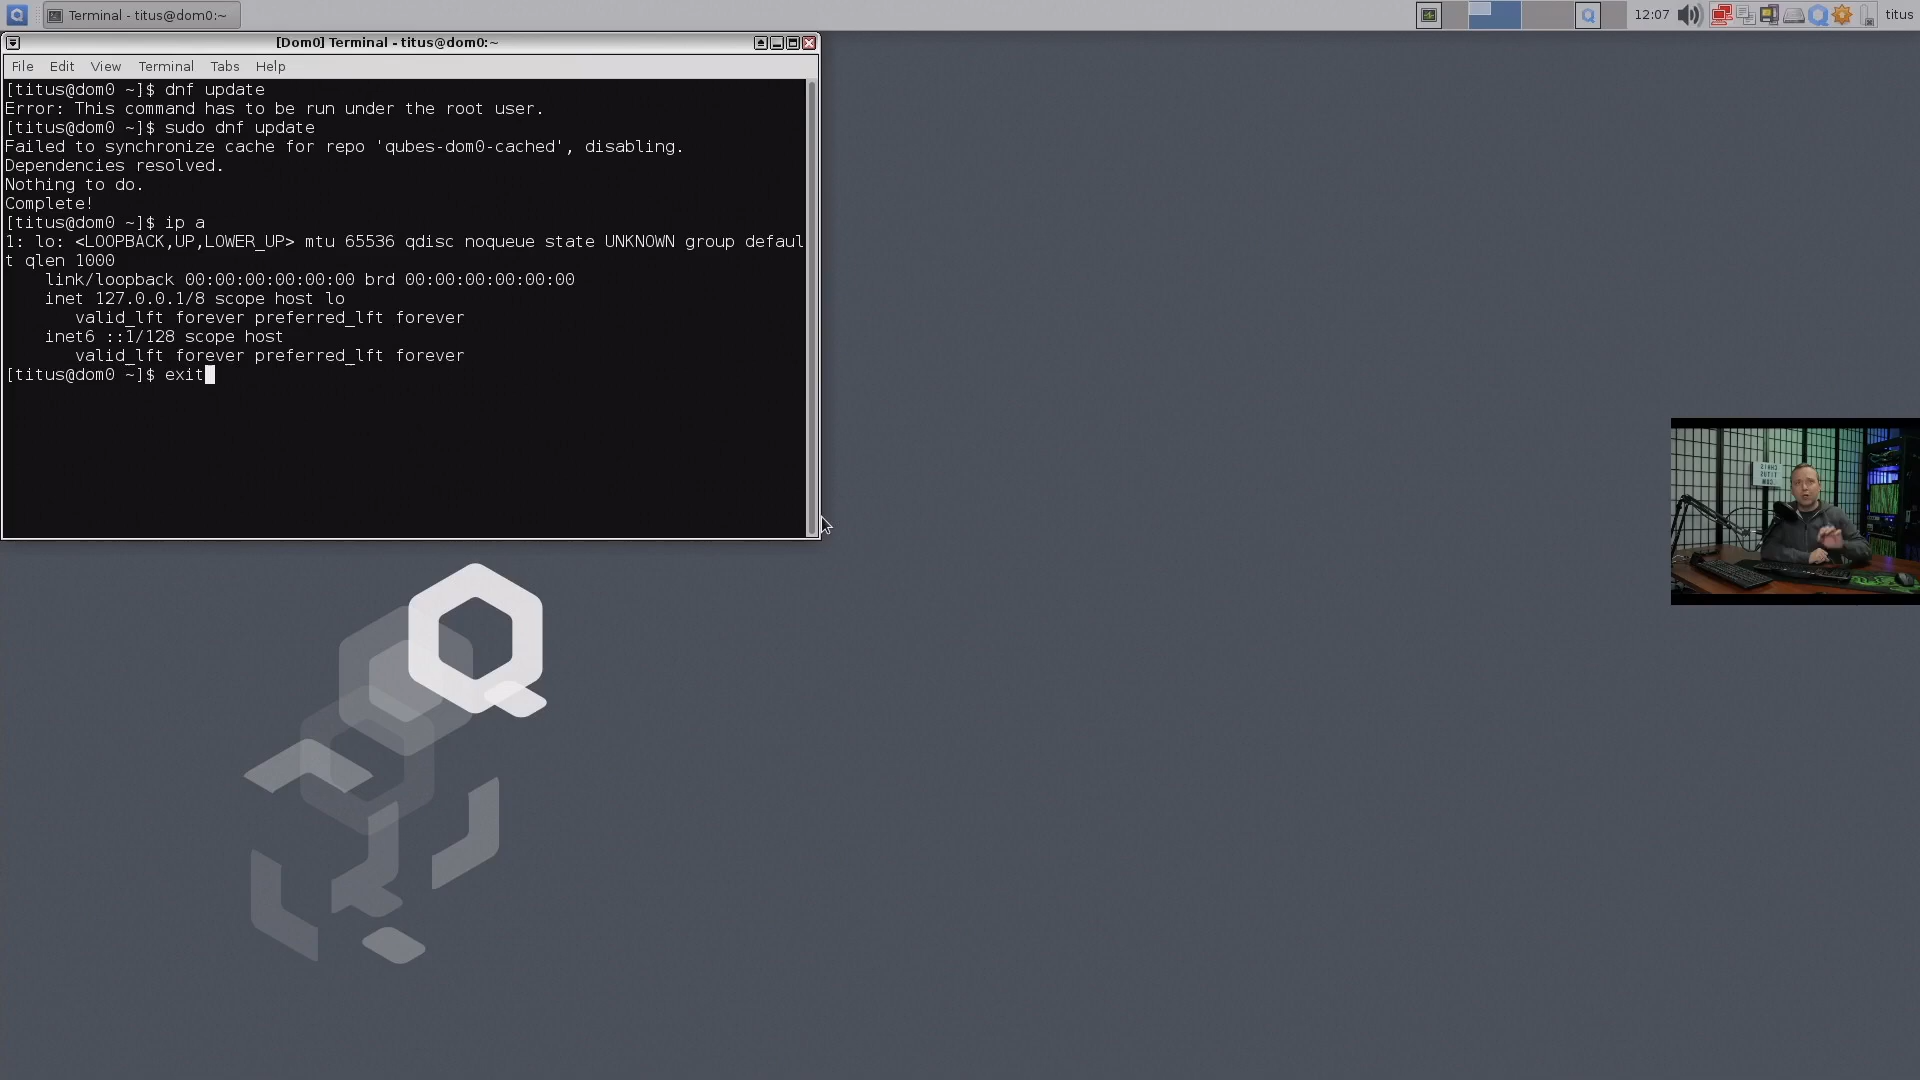 Terminal - titus@dom0:~
12:07
titus
[Dom0] Terminal - titus@dom0:~
File Edit View Terminal Tabs Help
[titus@dom0 ~]$ dnf update
Error: This command has to be run under the root user.
[titus@dom0 ~]$ sudo dnf update
Failed to synchronize cache for repo 'qubes-dom0-cached', disabling.
Dependencies resolved.
Nothing to do.
Complete!
[titus@dom0 ~]$ ip a
1: lo: <LOOPBACK,UP,LOWER_UP> mtu 65536 qdisc noqueue state UNKNOWN group defaul
t qlen 1000
    link/loopback 00:00:00:00:00:00 brd 00:00:00:00:00:00
    inet 127.0.0.1/8 scope host lo
       valid_lft forever preferred_lft forever
    inet6 ::1/128 scope host
       valid_lft forever preferred_lft forever
[titus@dom0 ~]$ exit
CHRIS
TITUS
COM